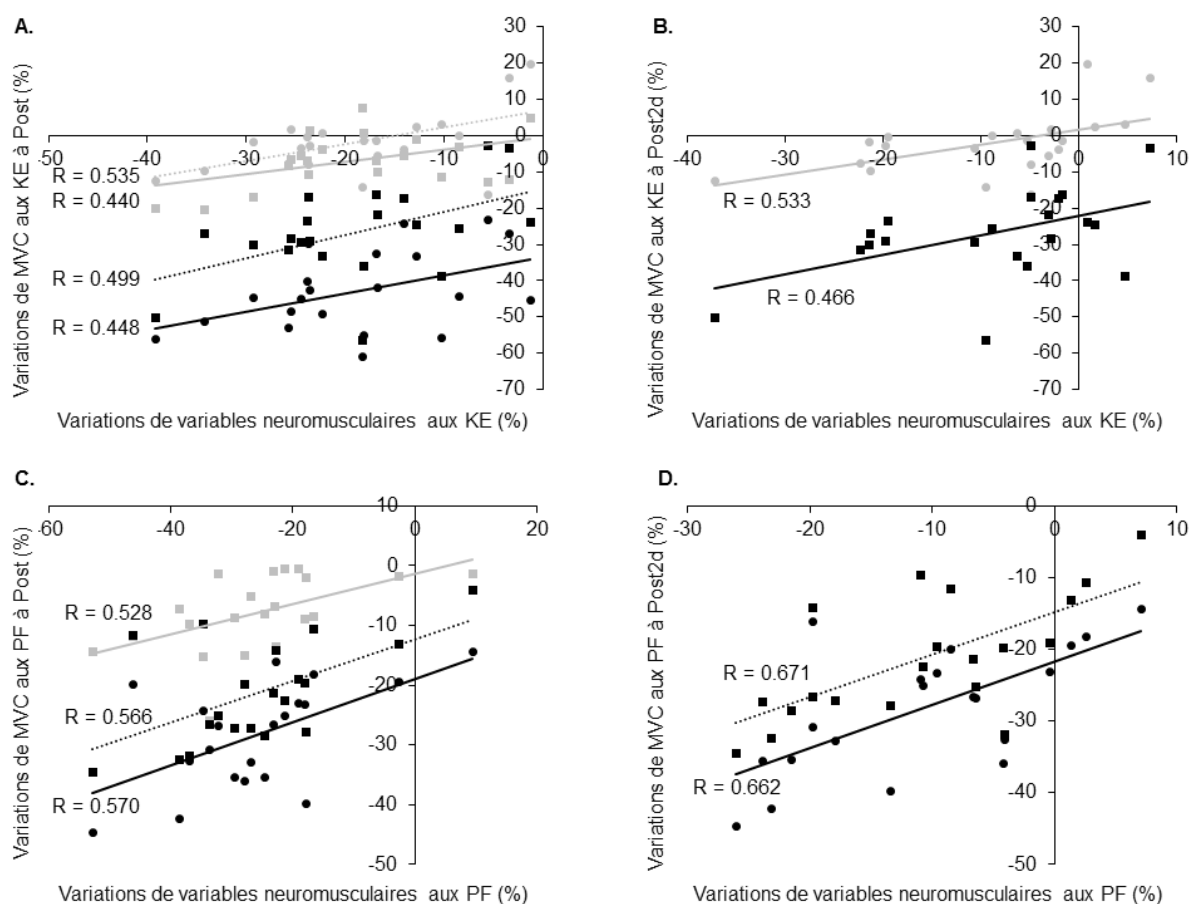 A.
Variations de MVC aux KE à Post (%)
30
20
10
0
-10
-20
-30
-40
-50
-60
-70
-50
-40
-30
-20
-10
0
R = 0.535
R = 0.440
R = 0.499
R = 0.448
Variations de variables neuromusculaires aux KE (%)
B.
Variations de MVC aux KE à Post2d (%)
30
20
10
0
-10
-20
-30
-40
-50
-60
-70
-40
-30
-20
-10
0
10
R = 0.533
R = 0.466
Variations de variables neuromusculaires aux KE (%)
C.
Variations de MVC aux PF à Post (%)
10
0
-10
-20
-30
-40
-50
-60
-40
-20
0
20
R = 0.528
R = 0.566
R = 0.570
Variations de variables neuromusculaires aux PF (%)
D.
Variations de MVC aux PF à Post2d (%)
0
-10
-20
-30
-40
-50
-30
-20
-10
0
10
R = 0.671
R = 0.662
Variations de variables neuromusculaires aux PF (%)